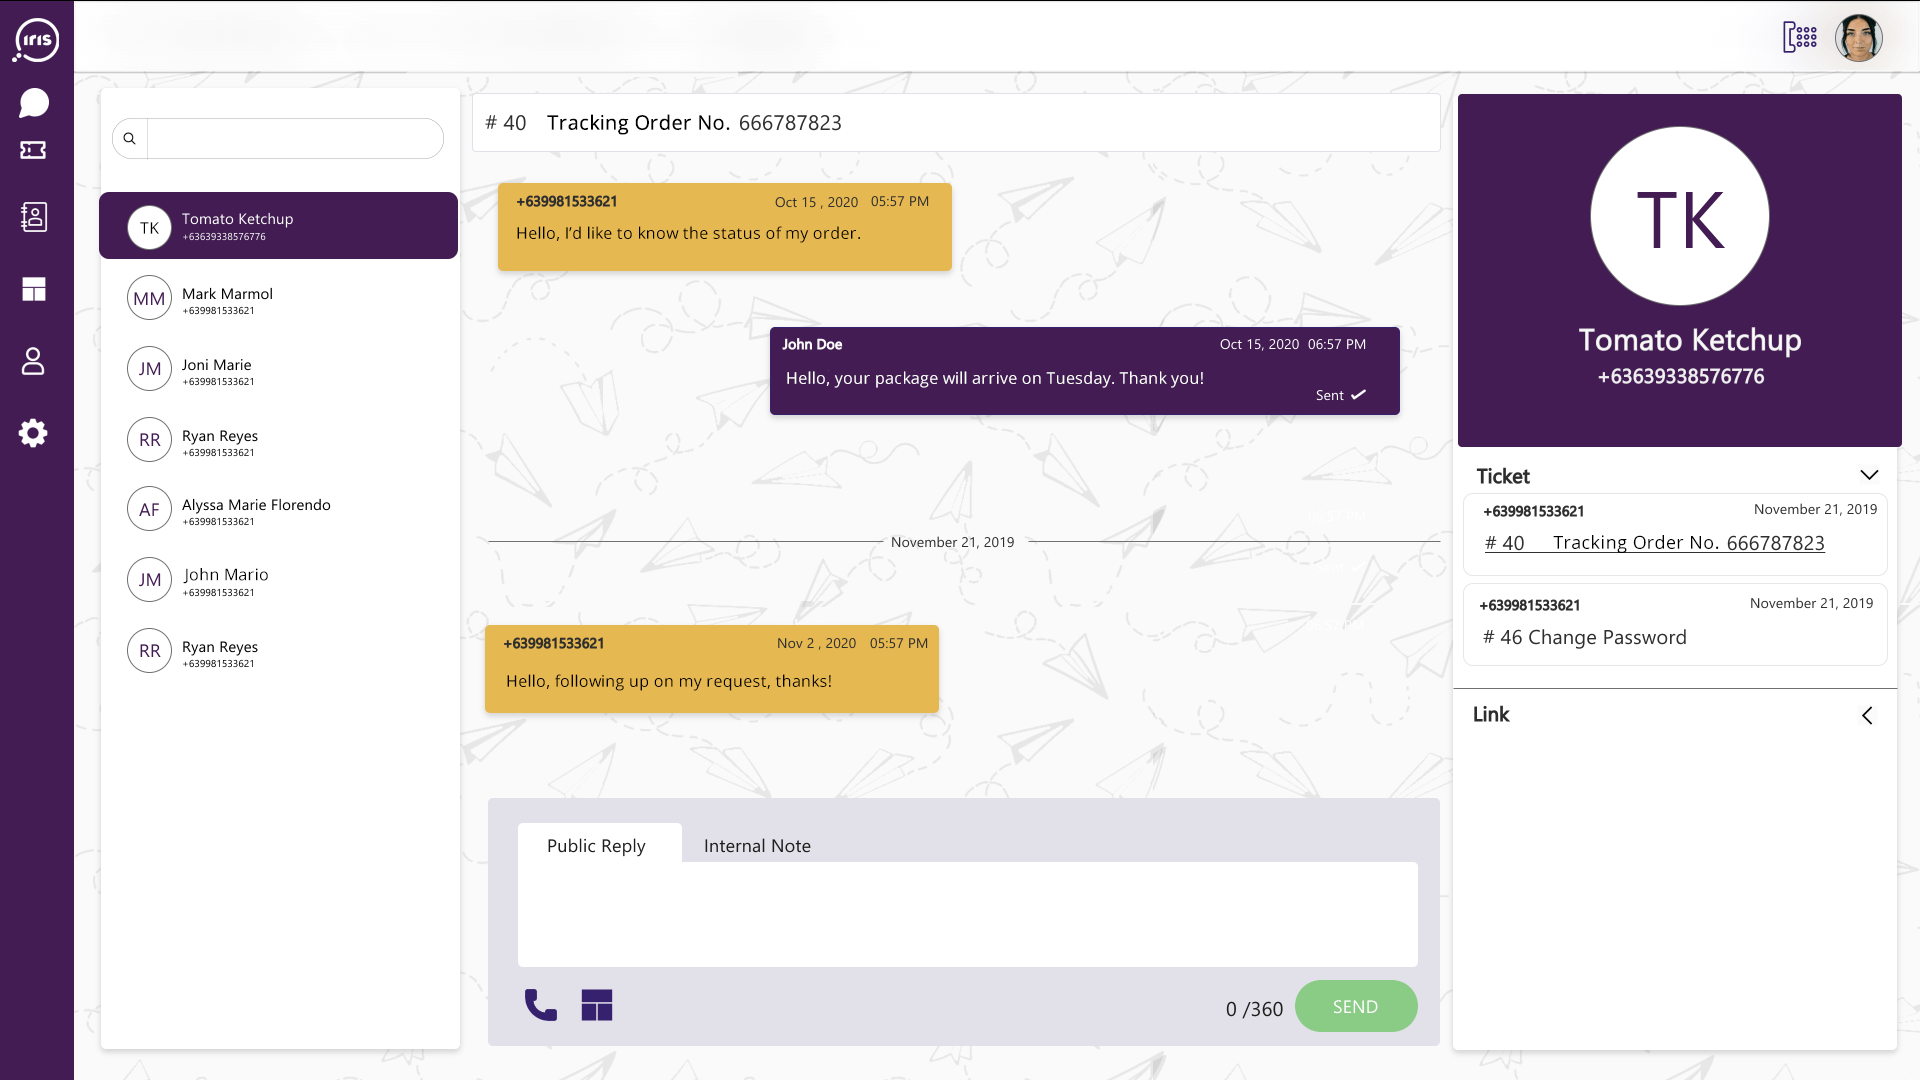 iris
# 40 Tracking Order No. 666787823
TK
Tomato Ketchup
+63639338576776
MM
Mark Marmol
+639981533621
JM
Joni Marie
+639981533621
RR
Ryan Reyes
+639981533621
AF
Alyssa Marie Florendo
+639981533621
JM
John Mario
+639981533621
RR
Ryan Reyes
+639981533621
+639981533621 Oct 15 , 2020 05:57 PM
Hello, I’d like to know the status of my order.
John Doe Oct 15, 2020 06:57 PM
Hello, your package will arrive on Tuesday. Thank you!
Sent
November 21, 2019
+639981533621 Nov 2 , 2020 05:57 PM
Hello, following up on my request, thanks!
Public Reply Internal Note
0 /360 SEND
TK
Tomato Ketchup
+63639338576776
Ticket
+639981533621 November 21, 2019
# 40 Tracking Order No. 666787823
+639981533621 November 21, 2019
# 46 Change Password
Link